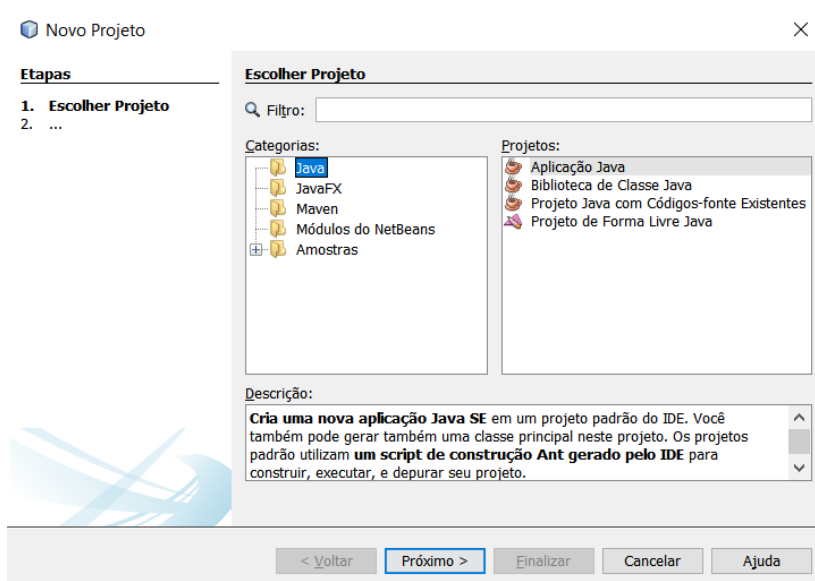 Novo Projeto
Etapas
1. Escolher Projeto
2. ...
Escolher Projeto
Filtro:
Categorias:
Java
JavaFX
Maven
Módulos do NetBeans
Amostras
Projetos:
Aplicação Java
Biblioteca de Classe Java
Projeto Java com Códigos-fonte Existentes
Projeto de Forma Livre Java
Descrição:
Cria uma nova aplicação Java SE em um projeto padrão do IDE. Você
também pode gerar também uma classe principal neste projeto. Os projetos
padrão utilizam um script de construção Ant gerado pelo IDE para
construir, executar, e depurar seu projeto.
< Voltar
Próximo >
Finalizar
Cancelar
Ajuda